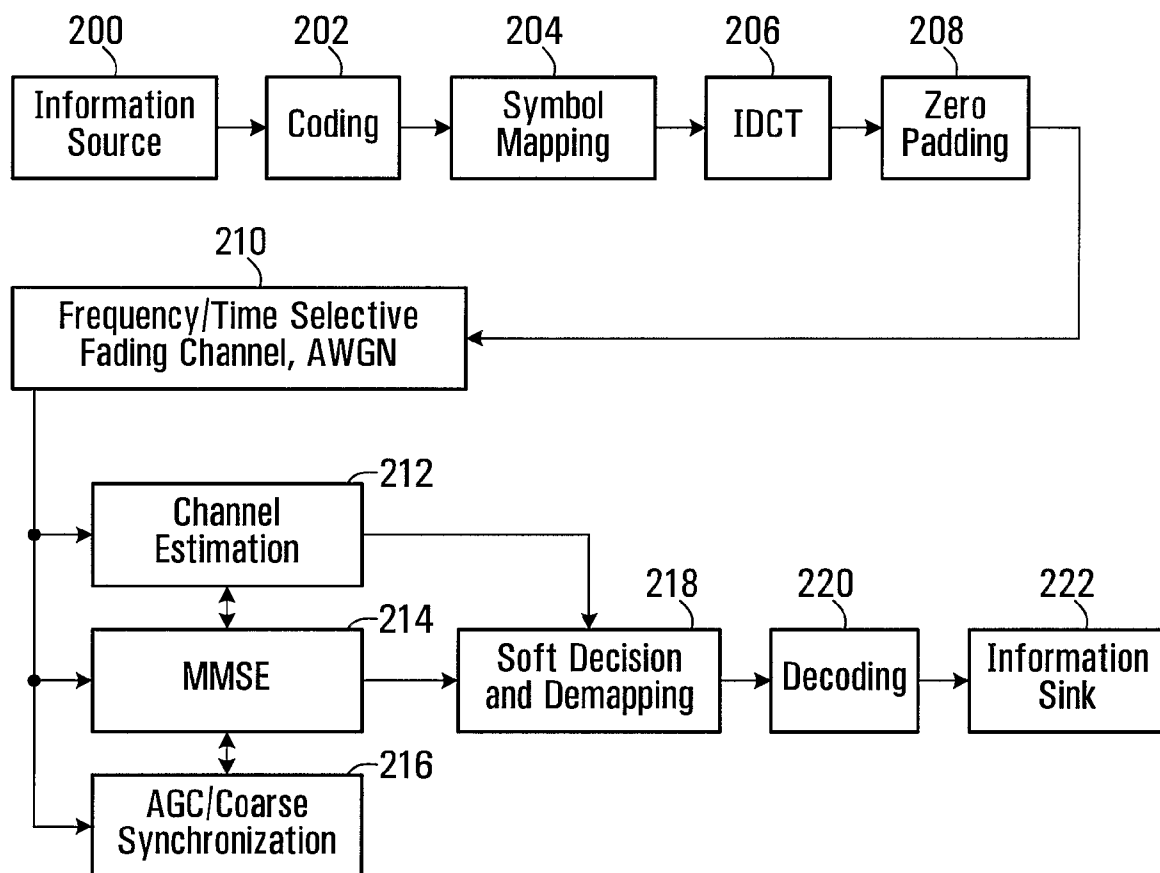 200
202
204
206
208
Information
Source
Coding
Symbol
Mapping
IDCT
Zero
Padding
210
Frequency/Time Selective
Fading Channel, AWGN
212
Channel
Estimation
214
MMSE
216
AGC/Coarse
Synchronization
218
Soft Decision
and Demapping
220
Decoding
222
Information
Sink